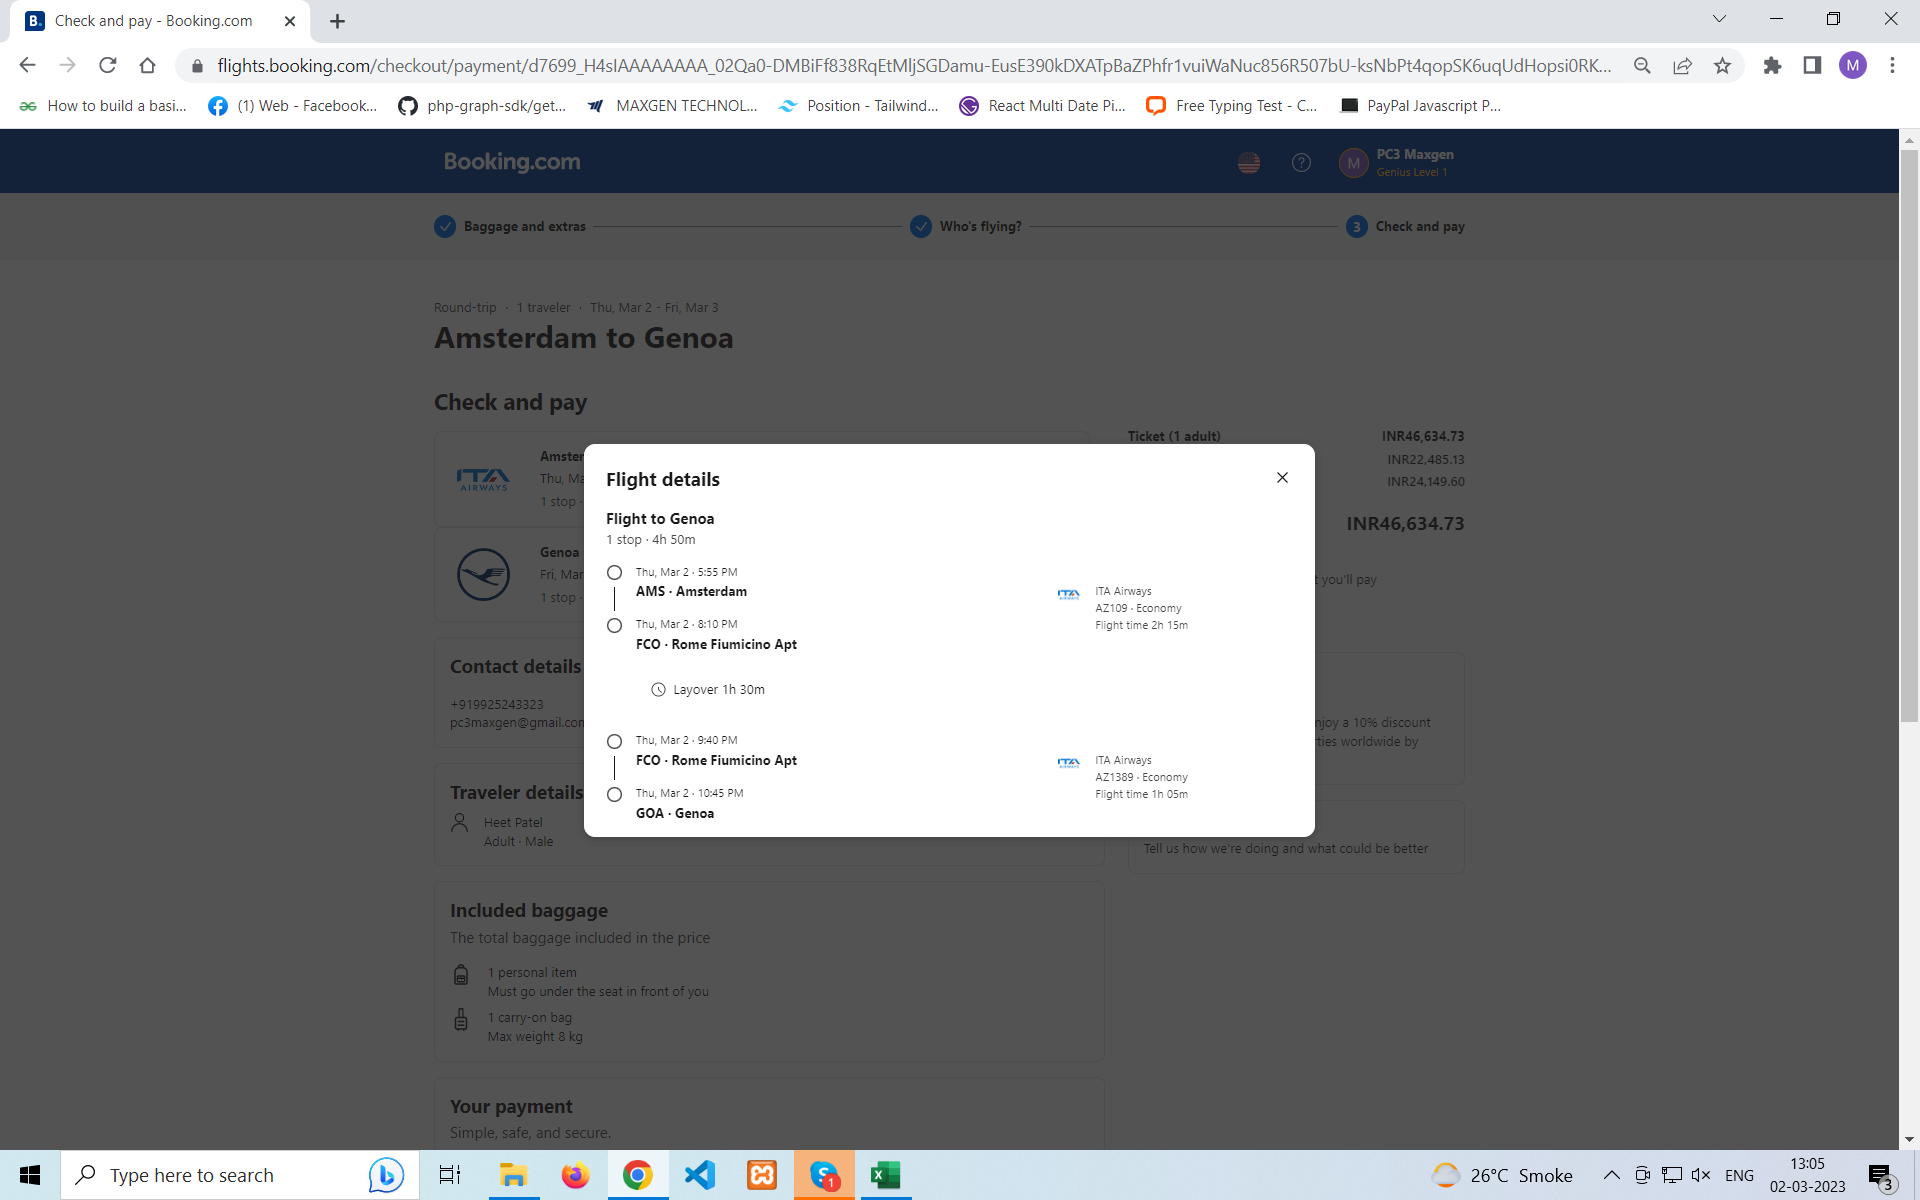 Check and pay - Booking.com
flights.booking.com/checkout/payment/d7699_H4sIAAAAAAAA_02Qa0-DMBiFf838RqEtMljSGDamu-EusE390kDXATpBaZPhfr1vuiWaNuc856R507bU-ksNbPt4qopSK6uqUdHopsi0RK...
M
How to build a basi...
(1) Web - Facebook...
php-graph-sdk/get...
MAXGEN TECHNOL...
Position - Tailwind...
React Multi Date Pi...
Free Typing Test - C...
PayPal Javascript P...
Booking.com
M
PC3 Maxgen
Genius Level 1
Baggage and extras
Who's flying?
3 Check and pay
Round-trip · 1 traveler · Thu, Mar 2 - Fri, Mar 3
Amsterdam to Genoa
Check and pay
ITA AIRWAYS
Amster
Thu, Ma
1 stop ·
Genoa
Fri, Mar
1 stop ·
Ticket (1 adult) INR46,634.73
INR22,485.13
INR24,149.60
INR46,634.73
t you'll pay
Flight details
Flight to Genoa
1 stop · 4h 50m
Thu, Mar 2 · 5:55 PM
AMS · Amsterdam
Thu, Mar 2 · 8:10 PM
FCO · Rome Fiumicino Apt
ITA Airways
AZ109 · Economy
Flight time 2h 15m
Layover 1h 30m
Thu, Mar 2 · 9:40 PM
FCO · Rome Fiumicino Apt
Thu, Mar 2 · 10:45 PM
GOA · Genoa
ITA Airways
AZ1389 · Economy
Flight time 1h 05m
Contact details
+919925243323
pc3maxgen@gmail.con
njoy a 10% discount
ties worldwide by
Traveler details
Heet Patel
Adult · Male
Tell us how we're doing and what could be better
Included baggage
The total baggage included in the price
1 personal item
Must go under the seat in front of you
1 carry-on bag
Max weight 8 kg
Your payment
Simple, safe, and secure.
Type here to search
1
26°C Smoke
ENG
13:05
02-03-2023
3